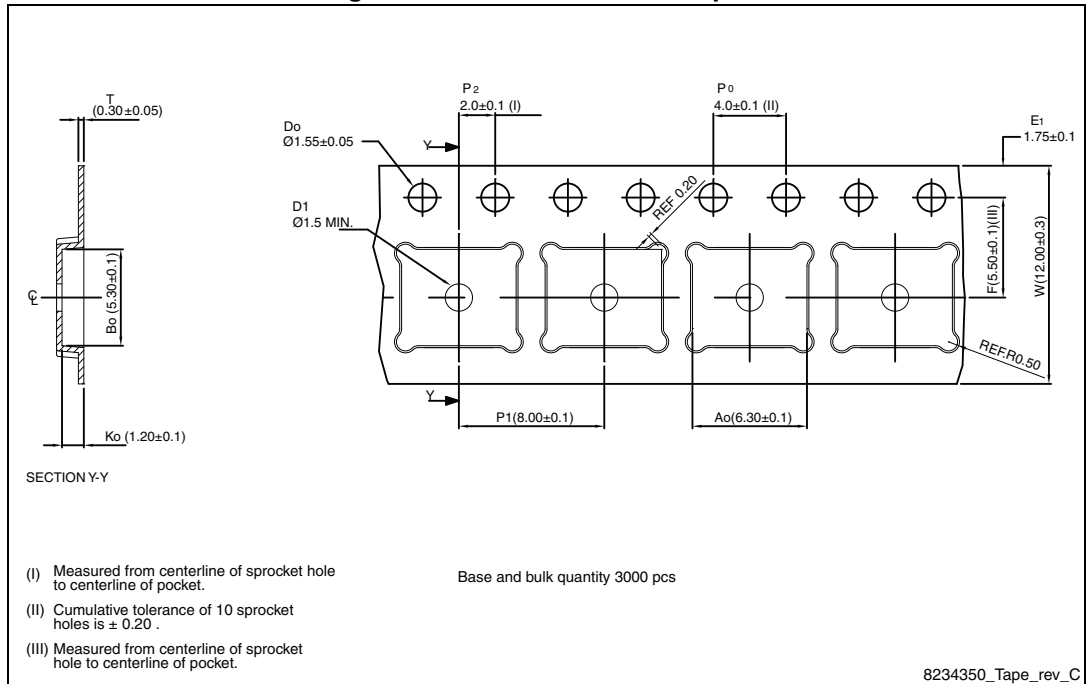 T
(0.30±0.05)
P2
2.0±0.1 (I)
P0
4.0±0.1 (II)
Do
Ø1.55±0.05
Y
E1
1.75±0.1
D1
Ø1.5 MIN.
REF 0.20
F(5.50±0.1)(III)
W(12.00±0.3)
CL
Bo (5.30±0.1)
REF.R0.50
Y
P1(8.00±0.1)
Ao(6.30±0.1)
Ko (1.20±0.1)
SECTION Y-Y
(I) Measured from centerline of sprocket hole
to centerline of pocket.
Base and bulk quantity 3000 pcs
(II) Cumulative tolerance of 10 sprocket
holes is ± 0.20 .
(III) Measured from centerline of sprocket
hole to centerline of pocket.
8234350_Tape_rev_C